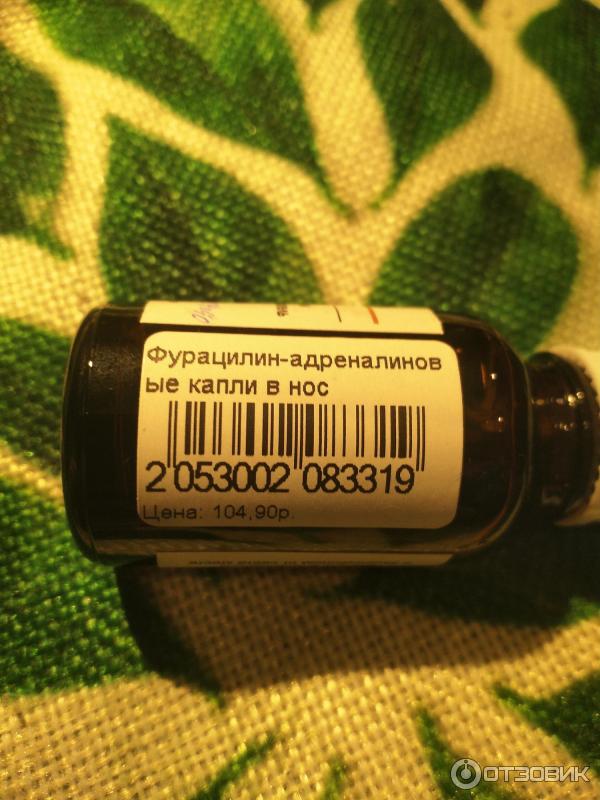 Фурацилин-адреналинов
ые капли в нос
2 053002 083319
Цена: 104,90р.
ОТЗОВИК